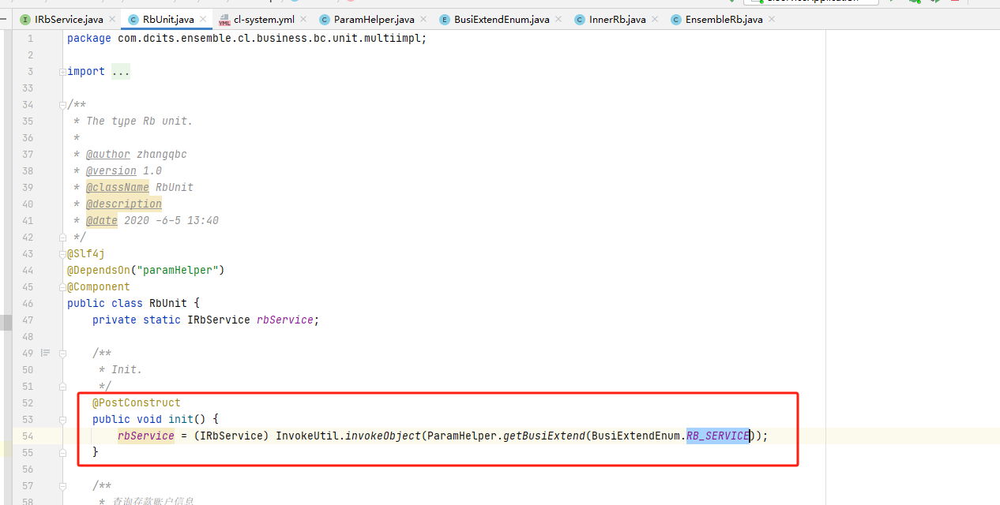 IRbService.java RbUnit.java cl-system.yml ParamHelper.java BusiExtendEnum.java InnerRb.java EnsembleRb.java
1 package com.dcits.ensemble.cl.business.bc.unit.multiimpl;
2
3 import ...
33
34 /**
35 * The type Rb unit.
36 *
37 * @author zhangqbc
38 * @version 1.0
39 * @className RbUnit
40 * @description
41 * @date 2020 -6-5 13:40
42 */
43 @Slf4j
44 @DependsOn("paramHelper")
45 @Component
46 public class RbUnit {
47 private static IRbService rbService;
48
49 /**
50 * Init.
51 */
52 @PostConstruct
53 public void init() {
54 rbService = (IRbService) InvokeUtil.invokeObject(ParamHelper.getBusiExtend(BusiExtendEnum.RB_SERVICE));
55 }
56
57 /**
58 * 查询存款账户信息